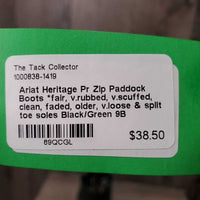 The Tack Collector
1000838-1419
Ariat Heritage Pr Zip Paddock
Boots *fair, v.rubbed, v.scuffed,
clean, faded, older, v.loose & split
toe soles Black/Green 9B
$38.50
89QCGL